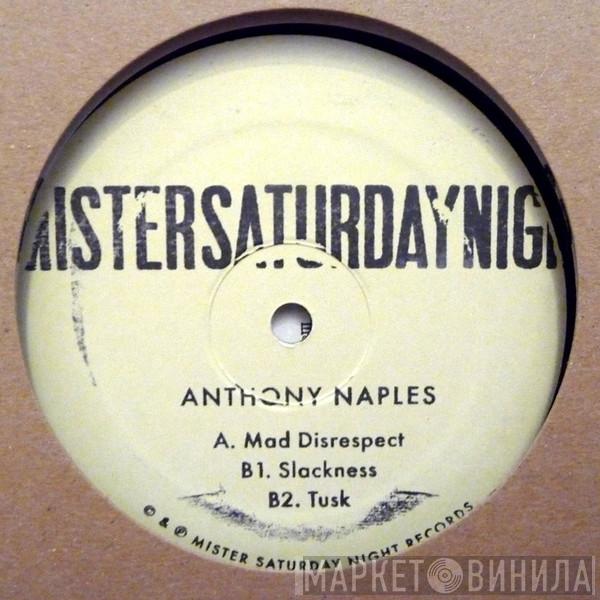 MISTERSATURDAYNIGH
ANTHONY NAPLES
A. Mad Disrespect
B1. Slackness
B2. Tusk
© & ℗ MISTER SATURDAY NIGHT RECORDS
МАРКЕТ ВИНИЛА